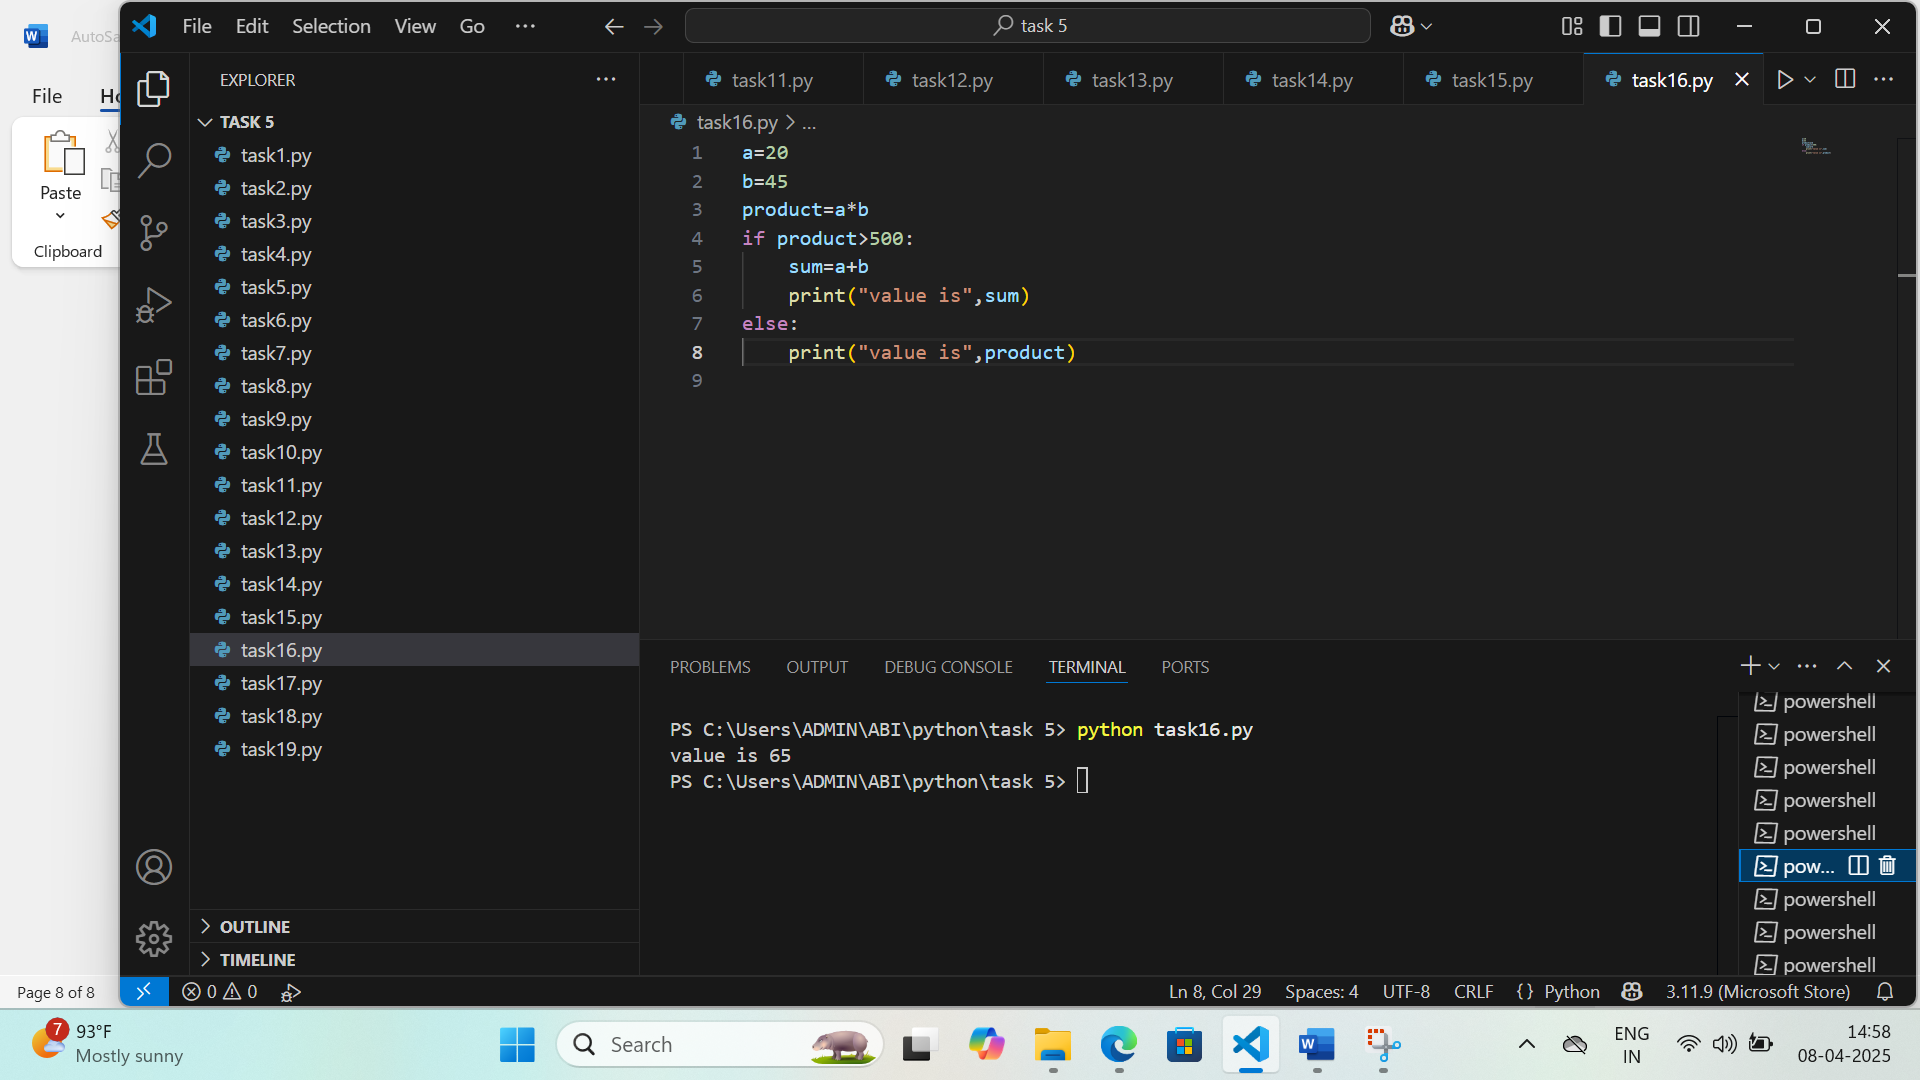 AutoSa
File
Ho
Paste
Clipboard
Page 8 of 8
File Edit Selection View Go ...
task 5
EXPLORER
TASK 5
task1.py
task2.py
task3.py
task4.py
task5.py
task6.py
task7.py
task8.py
task9.py
task10.py
task11.py
task12.py
task13.py
task14.py
task15.py
task16.py
task17.py
task18.py
task19.py
OUTLINE
TIMELINE
task11.py task12.py task13.py task14.py task15.py task16.py
task16.py > ...
1 a=20
2 b=45
3 product=a*b
4 if product>500:
5 sum=a+b
6 print("value is",sum)
7 else:
8 print("value is",product)
9
PROBLEMS OUTPUT DEBUG CONSOLE TERMINAL PORTS
PS C:\Users\ADMIN\ABI\python\task 5> python task16.py
value is 65
PS C:\Users\ADMIN\ABI\python\task 5>
powershell
powershell
powershell
powershell
powershell
pow...
powershell
powershell
powershell
0 0
Ln 8, Col 29 Spaces: 4 UTF-8 CRLF {} Python 3.11.9 (Microsoft Store)
7
93°F
Mostly sunny
Search
ENG
IN
14:58
08-04-2025